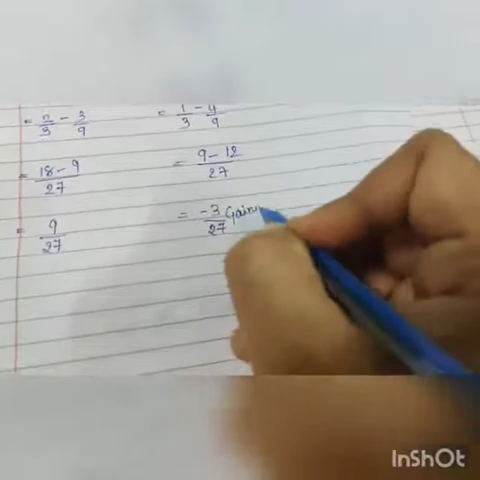 = 2/3 - 3/9
= 1/3 - 4/9
= 18 - 9/27
= 9 - 12/27
= 9/27
= -3/27 Gain
InShOt